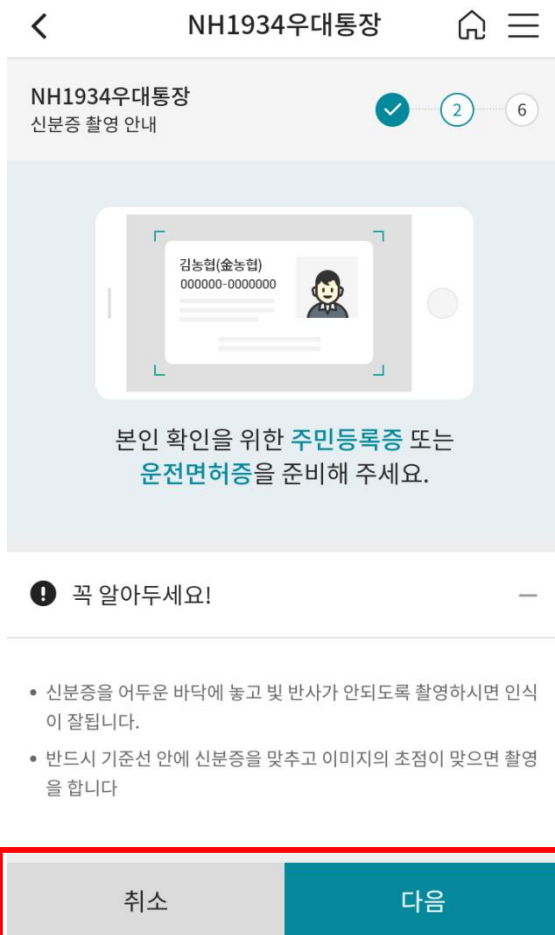 NH1934우대통장
NH1934우대통장
신분증 촬영 안내
2
6
김농협(金농협)
000000-0000000
본인 확인을 위한 주민등록증 또는
운전면허증을 준비해 주세요.
꼭 알아두세요!
신분증을 어두운 바닥에 놓고 빛 반사가 안되도록 촬영하시면 인식
이 잘됩니다.
반드시 기준선 안에 신분증을 맞추고 이미지의 초점이 맞으면 촬영
을 합니다
취소
다음